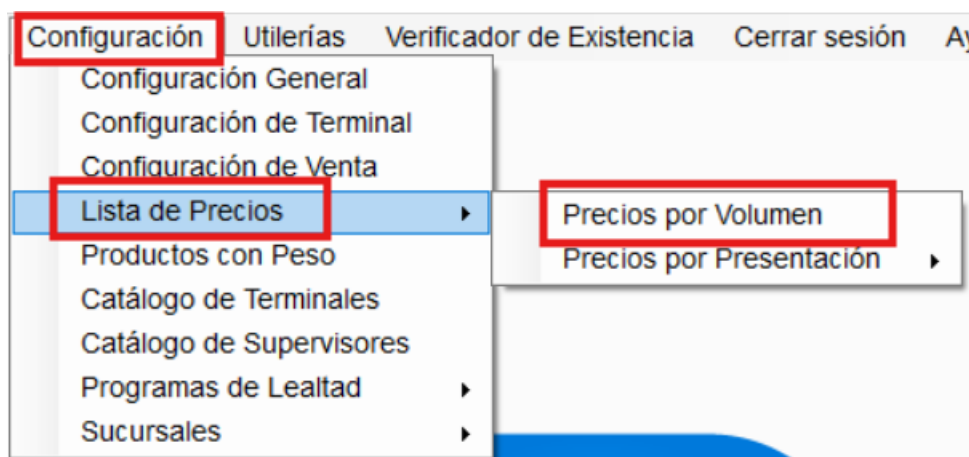 Configuración Utilerías Verificador de Existencia Cerrar sesión
Configuración General
Configuración de Terminal
Configuración de Venta
Lista de Precios
Precios por Volumen
Productos con Peso
Precios por Presentación
Catálogo de Terminales
Catálogo de Supervisores
Programas de Lealtad
Sucursales